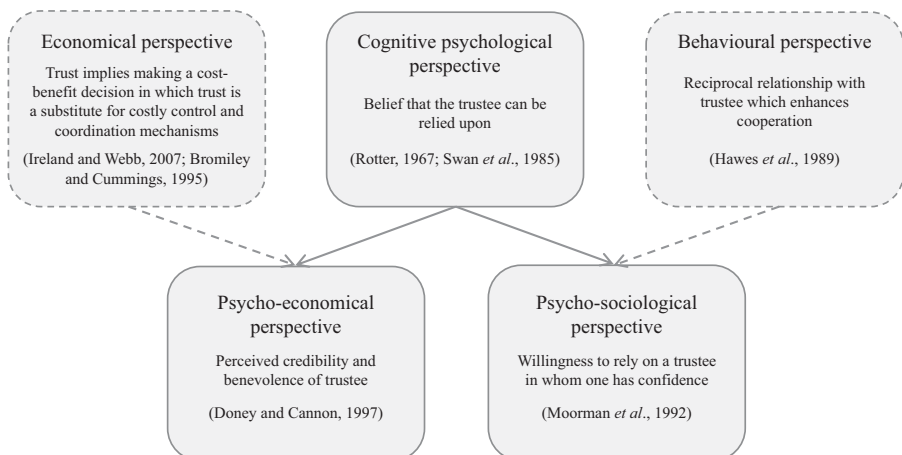 Economical perspective
Trust implies making a cost-
benefit decision in which trust is
a substitute for costly control and
coordination mechanisms
(Ireland and Webb, 2007; Bromiley
and Cummings, 1995)
Cognitive psychological
perspective
Belief that the trustee can be
relied upon
(Rotter, 1967; Swan et al., 1985)
Behavioural perspective
Reciprocal relationship with
trustee which enhances
cooperation
(Hawes et al., 1989)
Psycho-economical
perspective
Perceived credibility and
benevolence of trustee
(Doney and Cannon, 1997)
Psycho-sociological
perspective
Willingness to rely on a trustee
in whom one has confidence
(Moorman et al., 1992)